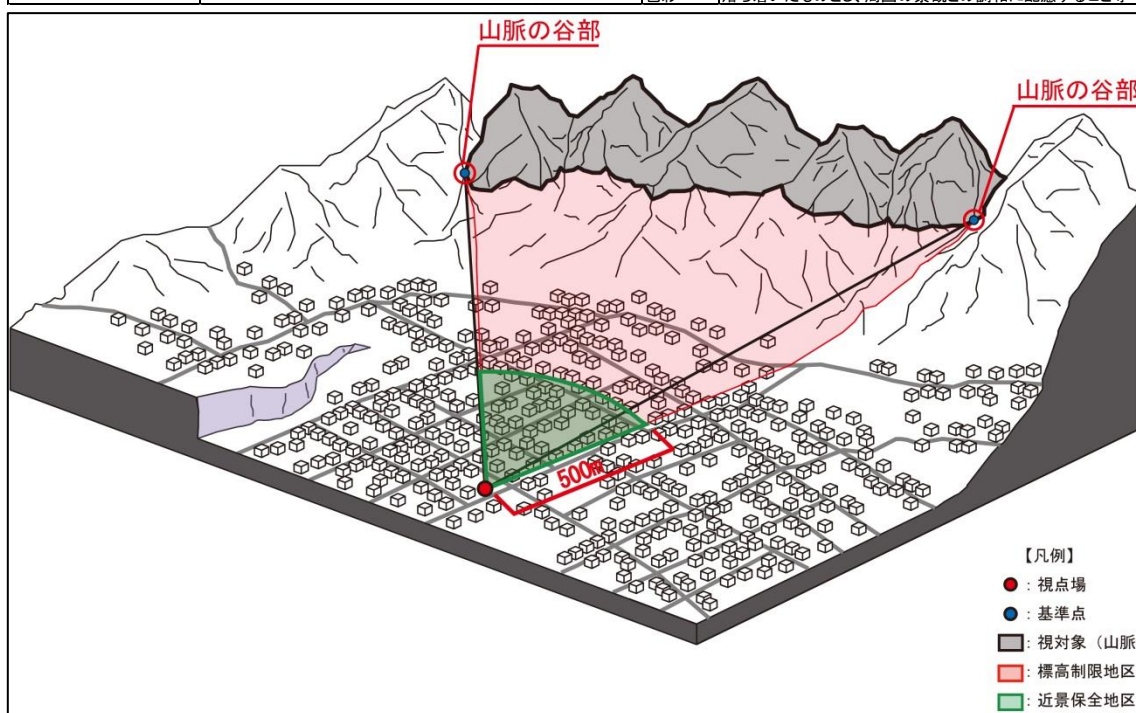 山脈の谷部
山脈の谷部
500m
【凡例】
：視点場
：基準点
：視対象（山脈
：標高制限地区
：近景保全地区